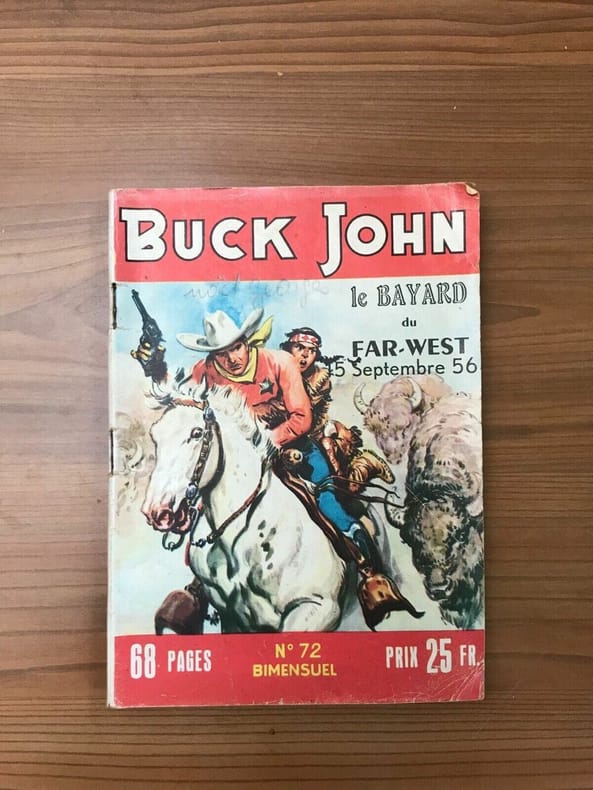 BUCK JOHN
le BAYARD
du
FAR-WEST
15 Septembre 56
68 PAGES
N° 72
BIMENSUEL
PRIX 25 FR.